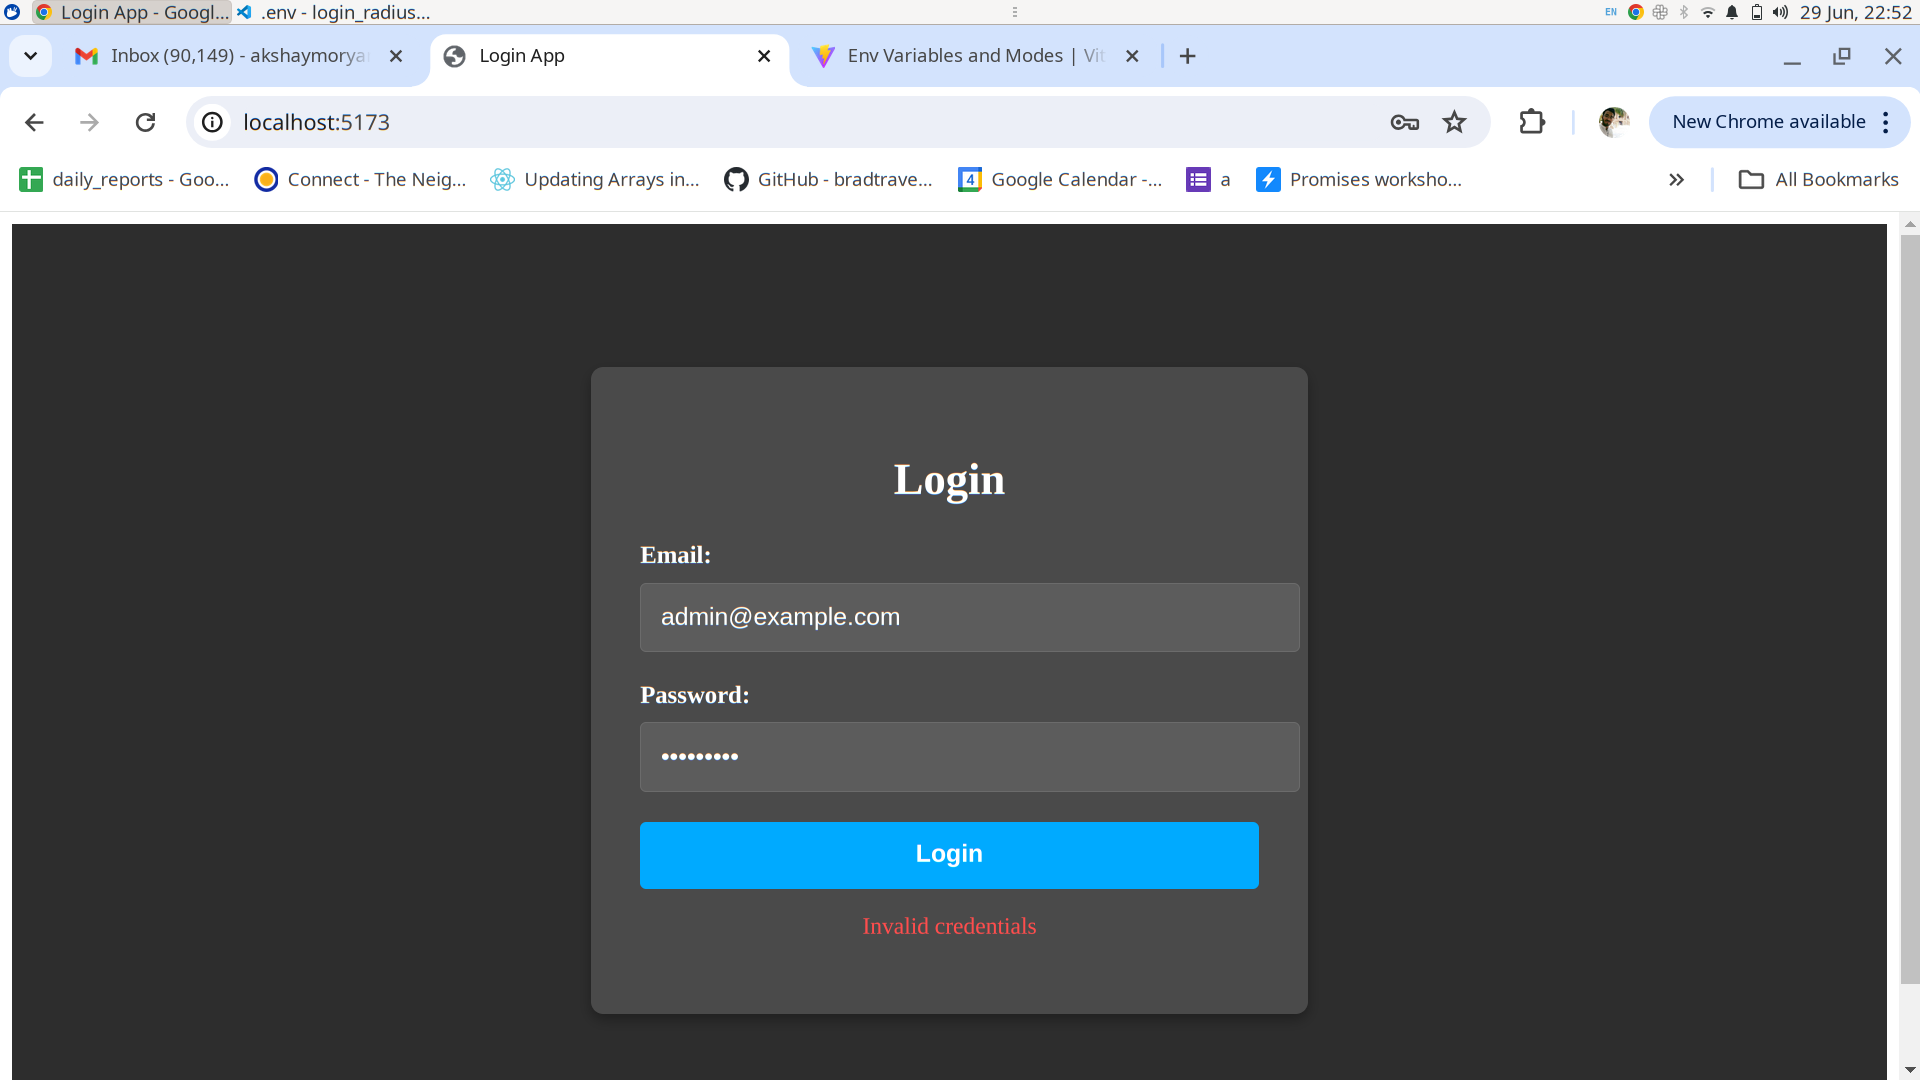 Login App - Googl... .env - login_radius... EN 29 Jun, 22:52
Inbox (90,149) - akshaymorya Login App Env Variables and Modes | Vit
localhost:5173 New Chrome available
daily_reports - Goo... Connect - The Neig... Updating Arrays in... GitHub - bradtrave... 4 Google Calendar -... a Promises worksho... All Bookmarks
Login
Email:
admin@example.com
Password:
•••••••••
Login
Invalid credentials